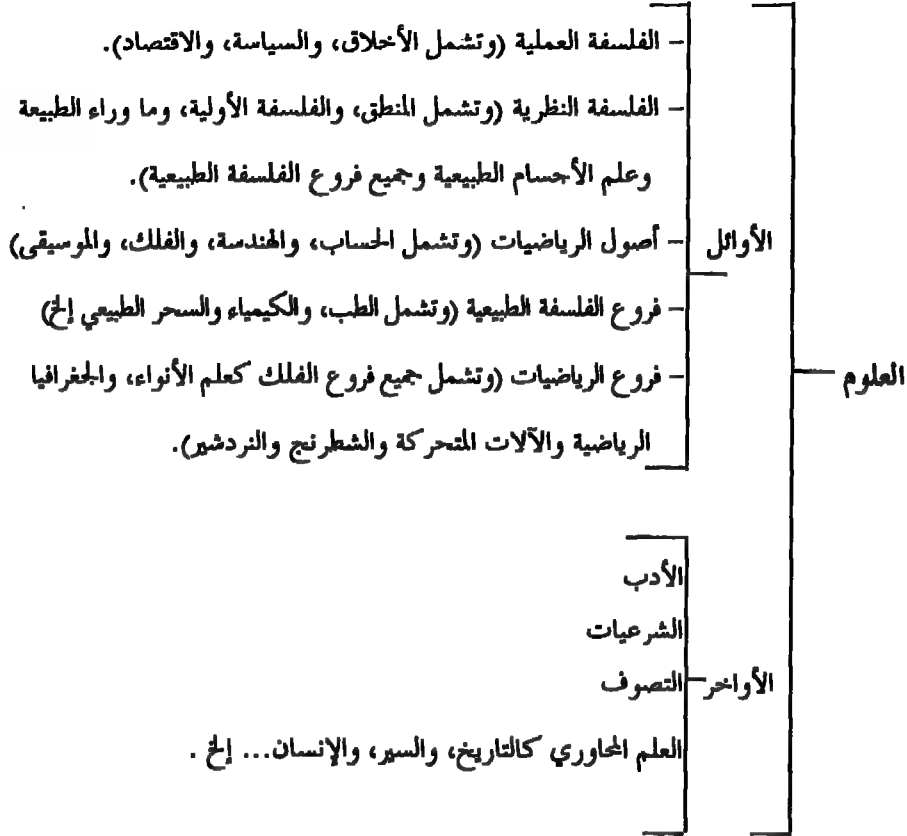 – الفلسفة العملية (وتشمل الأخلاق، والسياسة، والاقتصاد).
– الفلسفة النظرية (وتشمل المنطق، والفلسفة الأولية، وما وراء الطبيعة
وعلم الأجسام الطبيعية وجميع فروع الفلسفة الطبيعية).
الأوائل
– أصول الرياضيات (وتشمل الحساب، والهندسة، والفلك، والموسيقى)
– فروع الفلسفة الطبيعية (وتشمل الطب، والكيمياء والسحر الطبيعي إلخ)
العلوم
– فروع الرياضيات (وتشمل جميع فروع الفلك كعلم الأنواء، والجغرافيا
الرياضية والآلات المتحركة والشطرنج والنردشير).
الأدب
الشرعيات
الأواخر
التصوف
العلم المحاوري كالتاريخ، والسير، والإنسان... إلخ .